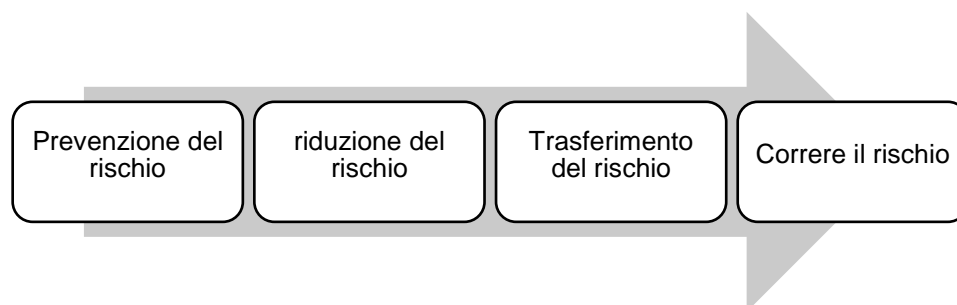 Prevenzione del
rischio
riduzione del
rischio
Trasferimento
del rischio
Correre il rischio